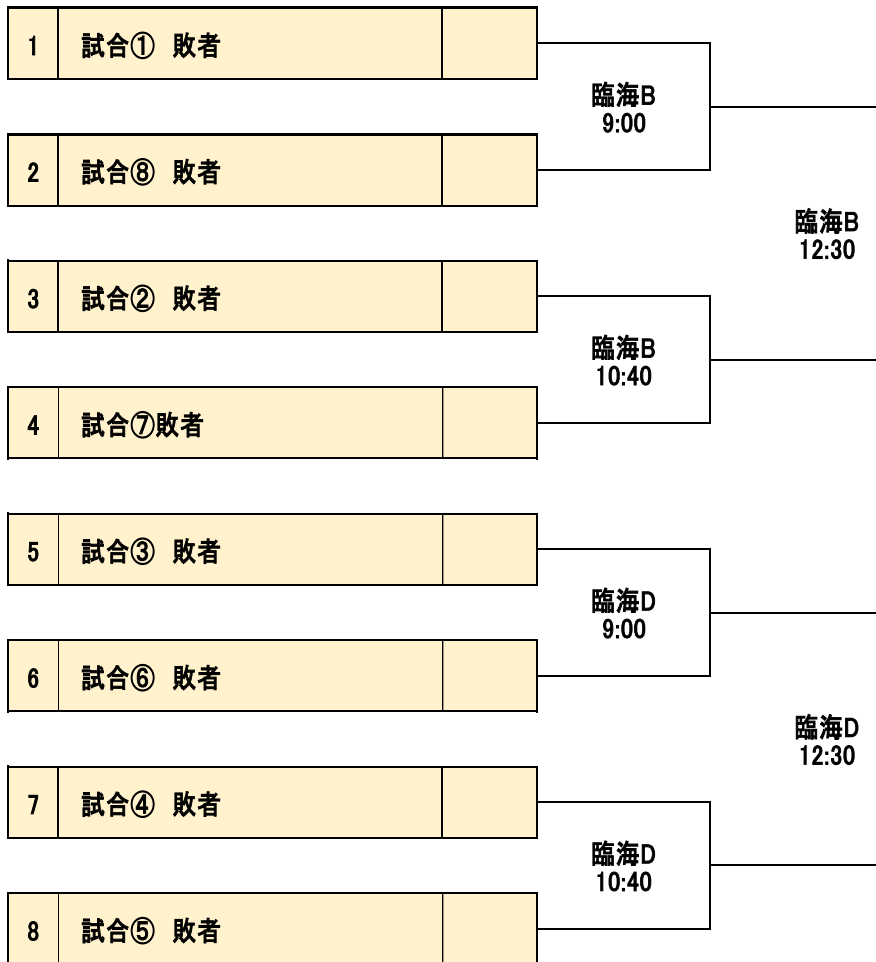 1 試合① 敗者
臨海B
9:00
2 試合⑧ 敗者
臨海B
12:30
3 試合② 敗者
臨海B
10:40
4 試合⑦敗者
5 試合③ 敗者
臨海D
9:00
6 試合⑥ 敗者
臨海D
12:30
7 試合④ 敗者
臨海D
10:40
8 試合⑤ 敗者